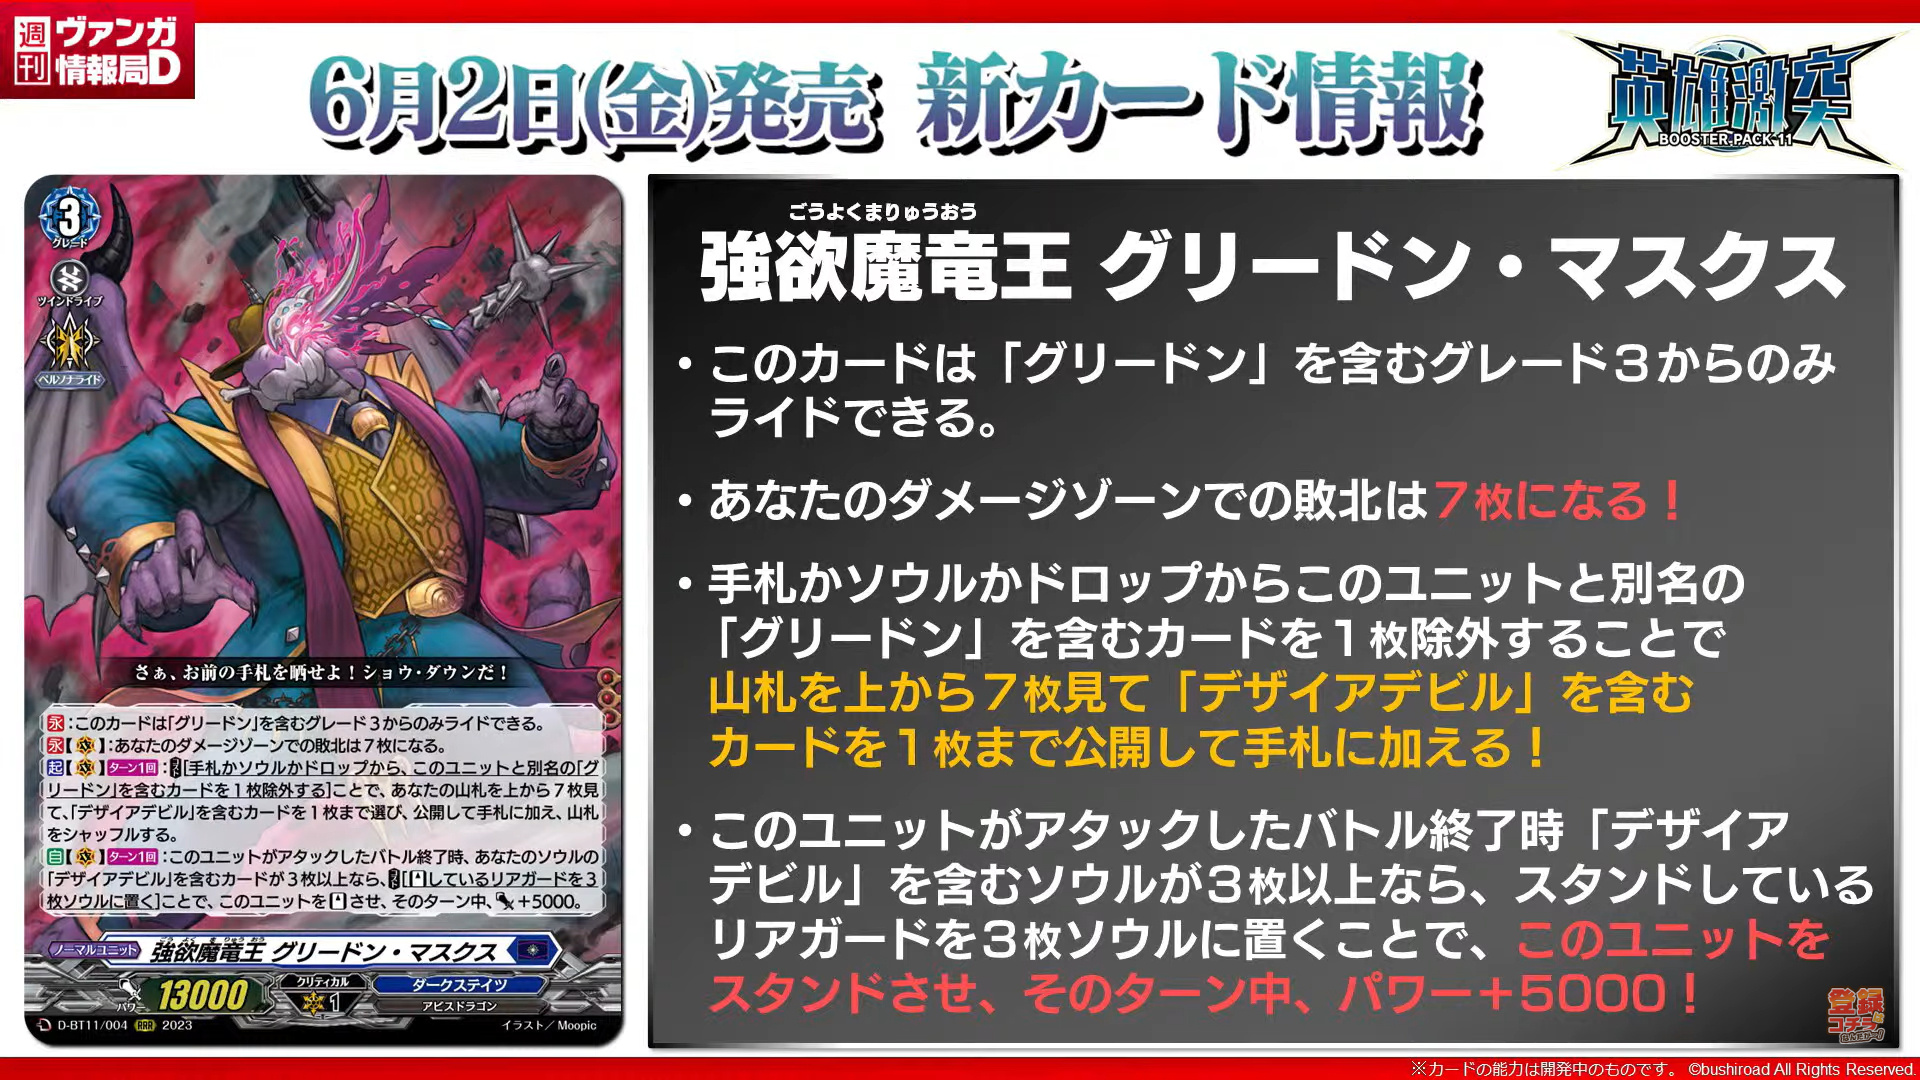 週刊
ヴァンガ
情報局D
6月2日(金)発売 新カード情報
英雄激突
BOOSTER PACK 11
3
グレード
ツインドライブ
ペルソナライド
さぁ、お前の手札を晒せよ！ショウ・ダウンだ！
永：このカードは「グリードン」を含むグレード3からのみライドできる。
永【】：あなたのダメージゾーンでの敗北は7枚になる。
起【】ターン1回：コスト[手札かソウルかドロップから、このユニットと別名の「グ
リードン」を含むカードを1枚除外する]ことで、あなたの山札を上から7枚見
て、「デザイアデビル」を含むカードを1枚まで選び、公開して手札に加え、山札
をシャッフルする。
自【】ターン1回：このユニットがアタックしたバトル終了時、あなたのソウルの
「デザイアデビル」を含むカードが3枚以上なら、コスト[しているリアガードを3
枚ソウルに置く]ことで、このユニットをさせ、そのターン中、+5000。
ノーマルユニット
ごうよくまりゅうおう
強欲魔竜王 グリードン・マスクス
パワー 13000
クリティカル
1
ダークステイツ
アビスドラゴン
D-BT11/004 RRR 2023
イラスト／Moopic
ごうよくまりゅうおう
強欲魔竜王 グリードン・マスクス
・このカードは「グリードン」を含むグレード3からのみ
ライドできる。
・あなたのダメージゾーンでの敗北は7枚になる！
・手札かソウルかドロップからこのユニットと別名の
「グリードン」を含むカードを1枚除外することで
山札を上から7枚見て「デザイアデビル」を含む
カードを1枚まで公開して手札に加える！
・このユニットがアタックしたバトル終了時「デザイア
デビル」を含むソウルが3枚以上なら、スタンドしている
リアガードを3枚ソウルに置くことで、このユニットを
スタンドさせ、そのターン中、パワー+5000！
登録
コチラ
※カードの能力は開発中のものです。 ©bushiroad All Rights Reserved.